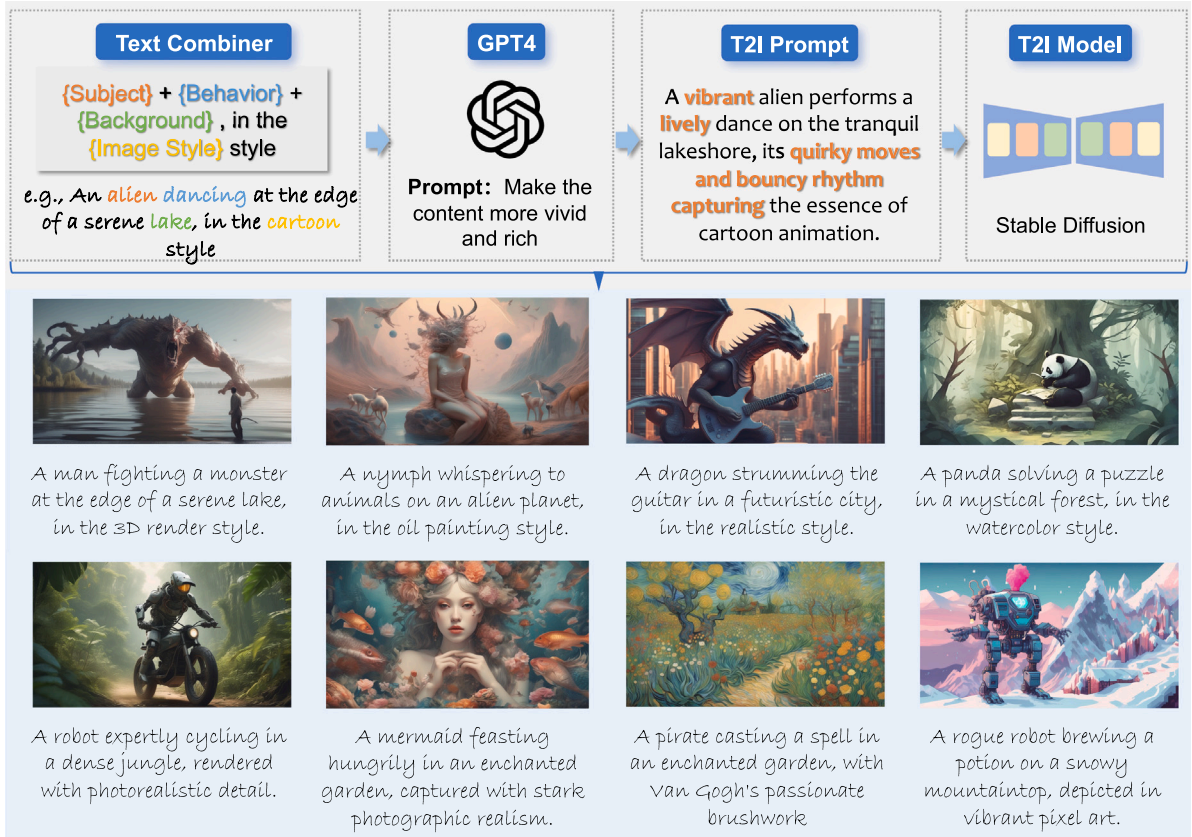 Text Combiner
{Subject} + {Behavior} +
{Background} , in the
{Image Style} style
e.g., An alien dancing at the edge
of a serene lake, in the cartoon
style
GPT4
Prompt: Make the
content more vivid
and rich
T2I Prompt
A vibrant alien performs a
lively dance on the tranquil
lakeshore, its quirky moves
and bouncy rhythm
capturing the essence of
cartoon animation.
T2I Model
Stable Diffusion
A man fighting a monster
at the edge of a serene lake,
in the 3D render style.
A nymph whispering to
animals on an alien planet,
in the oil painting style.
A dragon strumming the
guitar in a futuristic city,
in the realistic style.
A panda solving a puzzle
in a mystical forest, in the
watercolor style.
A robot expertly cycling in
a dense jungle, rendered
with photorealistic detail.
A mermaid feasting
hungrily in an enchanted
garden, captured with stark
photographic realism.
A pirate casting a spell in
an enchanted garden, with
Van Gogh's passionate
brushwork
A rogue robot brewing a
potion on a snowy
mountaintop, depicted in
vibrant pixel art.